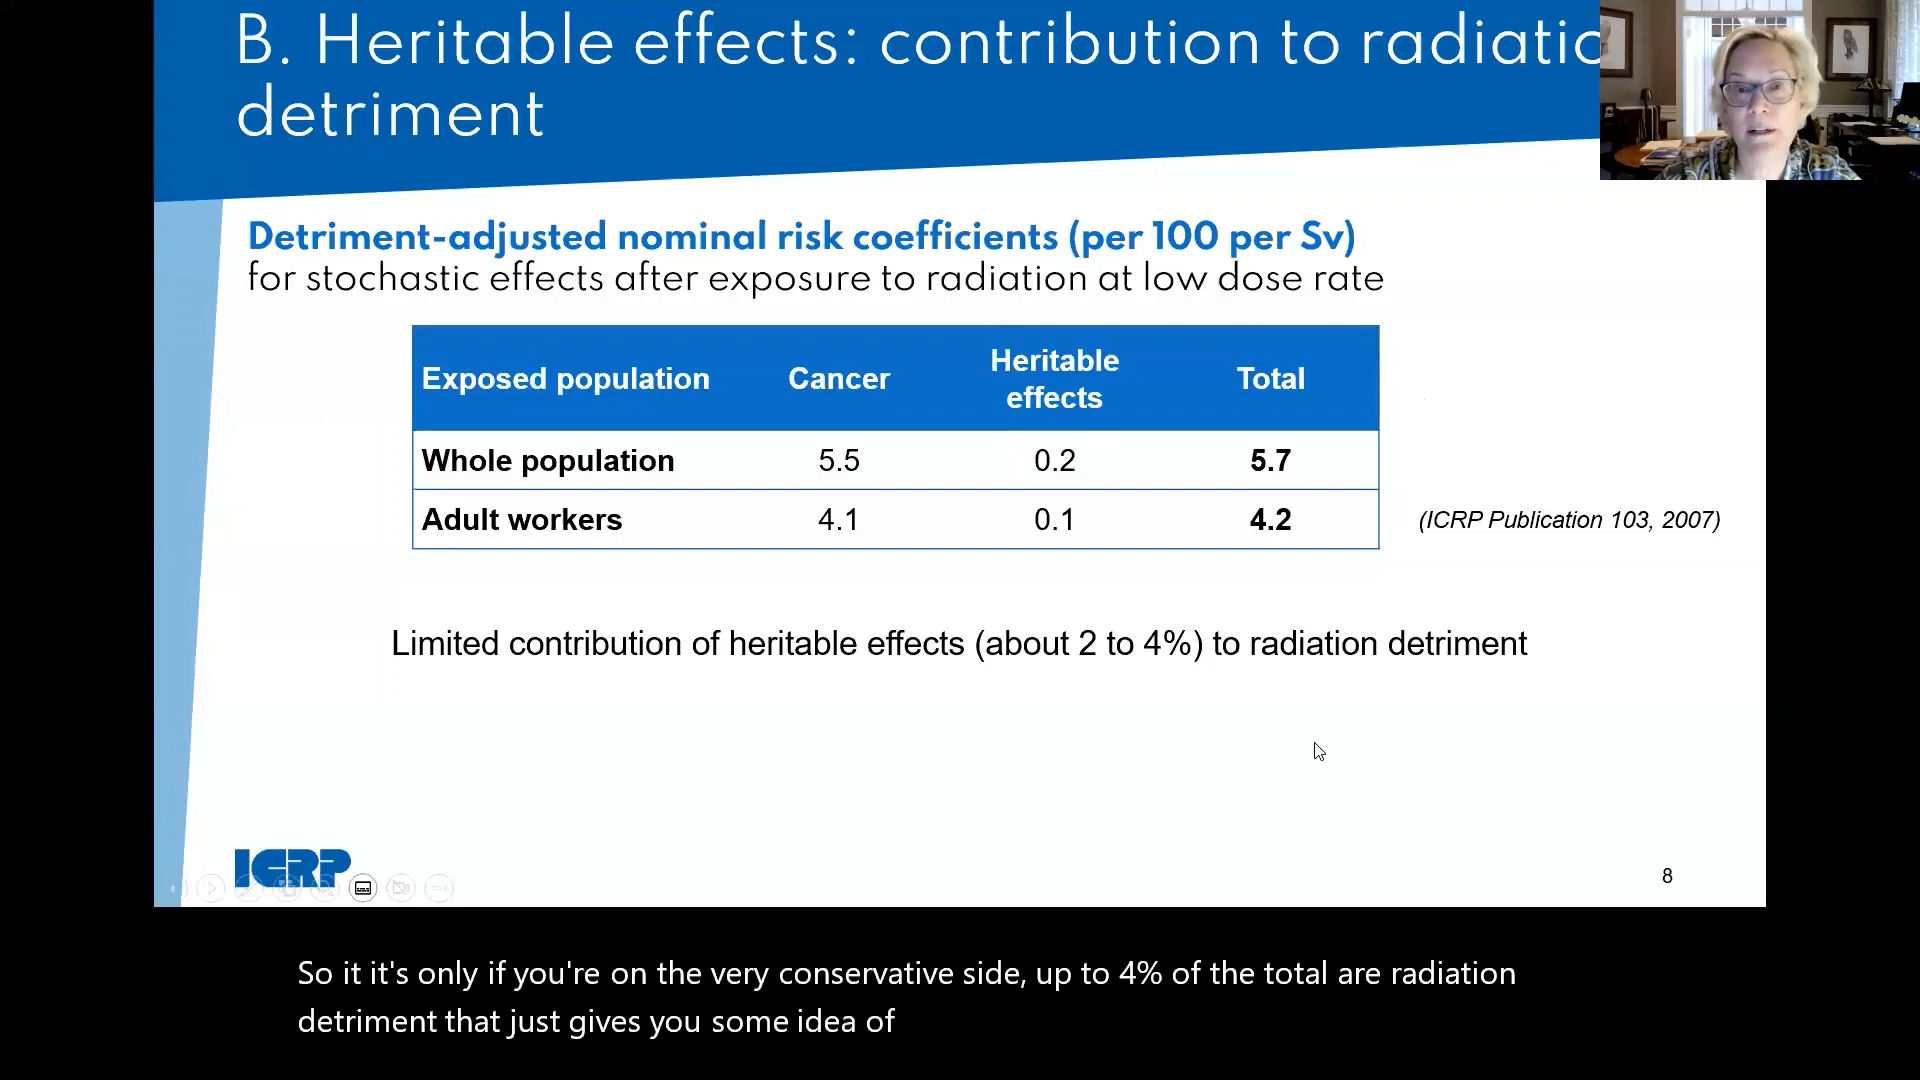 B. Heritable effects: contribution to radiatio
detriment
Detriment-adjusted nominal risk coefficients (per 100 per Sv)
for stochastic effects after exposure to radiation at low dose rate
Exposed population Cancer Heritable effects Total
Whole population 5.5 0.2 5.7
Adult workers 4.1 0.1 4.2
(ICRP Publication 103, 2007)
Limited contribution of heritable effects (about 2 to 4%) to radiation detriment
ICRP
8
So it it's only if you're on the very conservative side, up to 4% of the total are radiation
detriment that just gives you some idea of